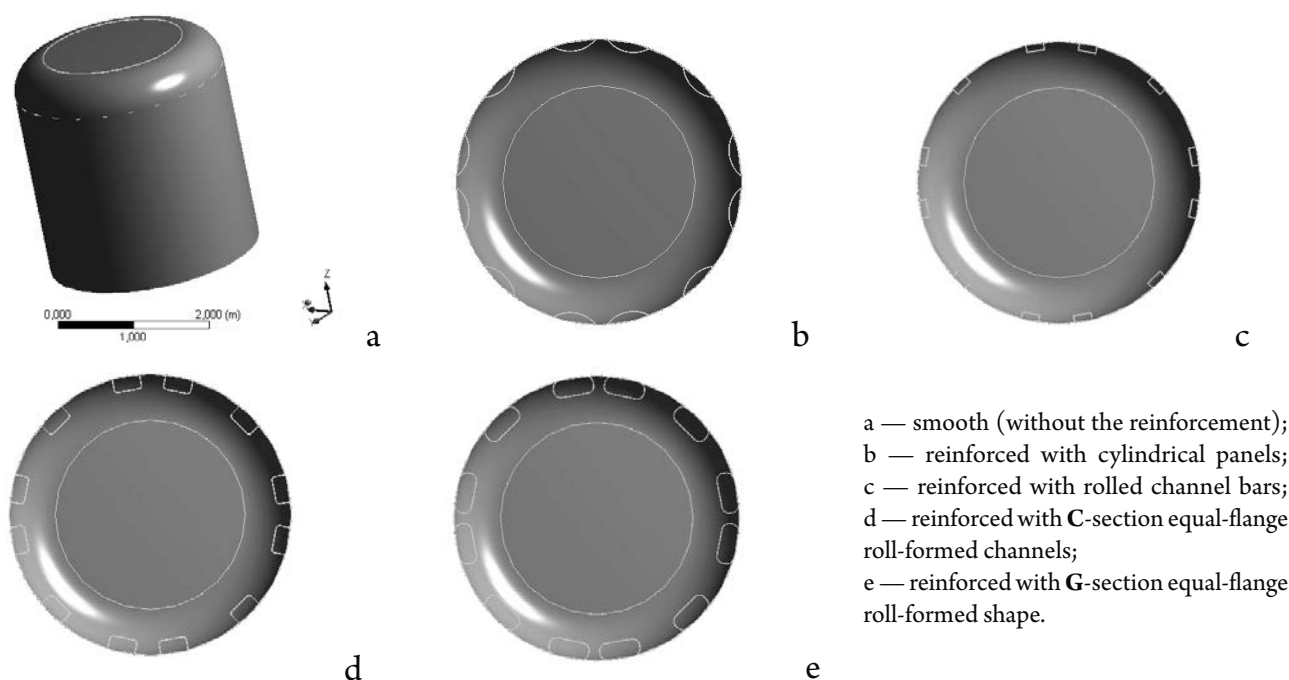 0,000
2,000 (m)
1,000
Z
a
b
c
d
e
a — smooth (without the reinforcement);
b — reinforced with cylindrical panels;
c — reinforced with rolled channel bars;
d — reinforced with C-section equal-flange
roll-formed channels;
e — reinforced with G-section equal-flange
roll-formed shape.